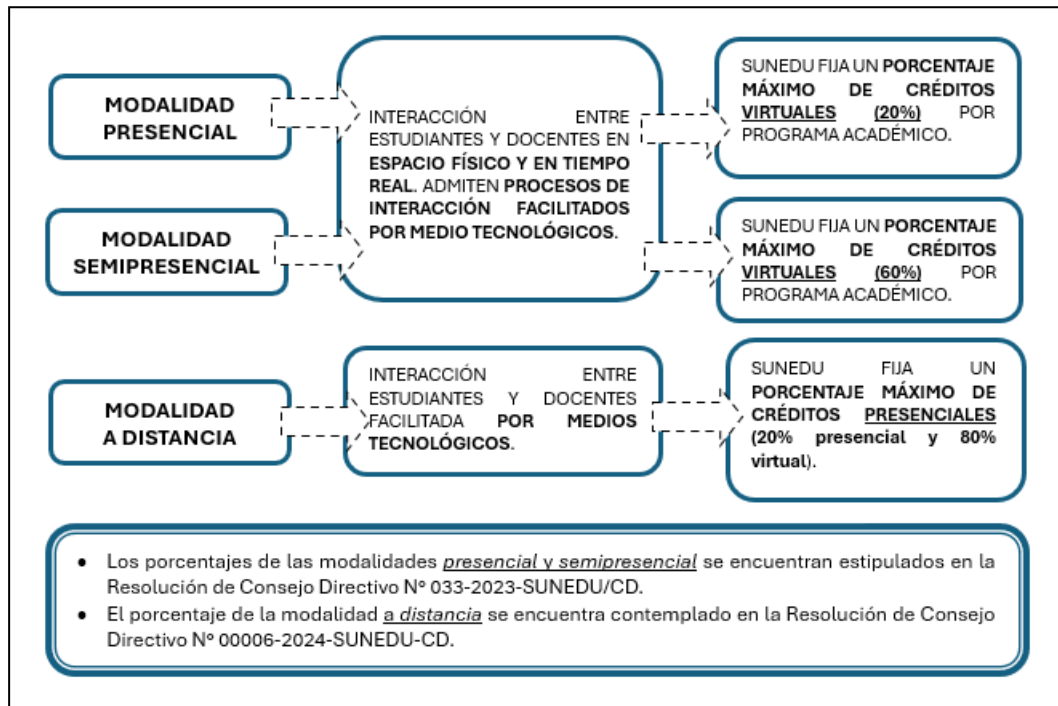 MODALIDAD
PRESENCIAL
INTERACCIÓN ENTRE
ESTUDIANTES Y DOCENTES EN
ESPACIO FÍSICO Y EN TIEMPO
REAL. ADMITEN PROCESOS DE
INTERACCIÓN FACILITADOS
POR MEDIO TECNOLÓGICOS.
SUNEDU FIJA UN PORCENTAJE
MÁXIMO DE CRÉDITOS
VIRTUALES (20%) POR
PROGRAMA ACADÉMICO.
MODALIDAD
SEMIPRESENCIAL
SUNEDU FIJA UN PORCENTAJE
MÁXIMO DE CRÉDITOS
VIRTUALES (60%) POR
PROGRAMA ACADÉMICO.
MODALIDAD
A DISTANCIA
INTERACCIÓN ENTRE
ESTUDIANTES Y DOCENTES
FACILITADA POR MEDIOS
TECNOLÓGICOS.
SUNEDU FIJA UN
PORCENTAJE MÁXIMO DE
CRÉDITOS PRESENCIALES
(20% presencial y 80%
virtual).
• Los porcentajes de las modalidades presencial y semipresencial se encuentran estipulados en la
Resolución de Consejo Directivo N° 033-2023-SUNEDU/CD.
• El porcentaje de la modalidad a distancia se encuentra contemplado en la Resolución de Consejo
Directivo N° 00006-2024-SUNEDU-CD.